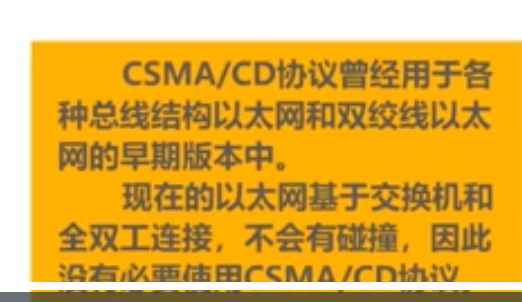 CSMA/CD协议曾经用于各
种总线结构以太网和双绞线以太
网的早期版本中。
现在的以太网基于交换机和
全双工连接，不会有碰撞，因此
没有必要使用CSMA/CD协议。